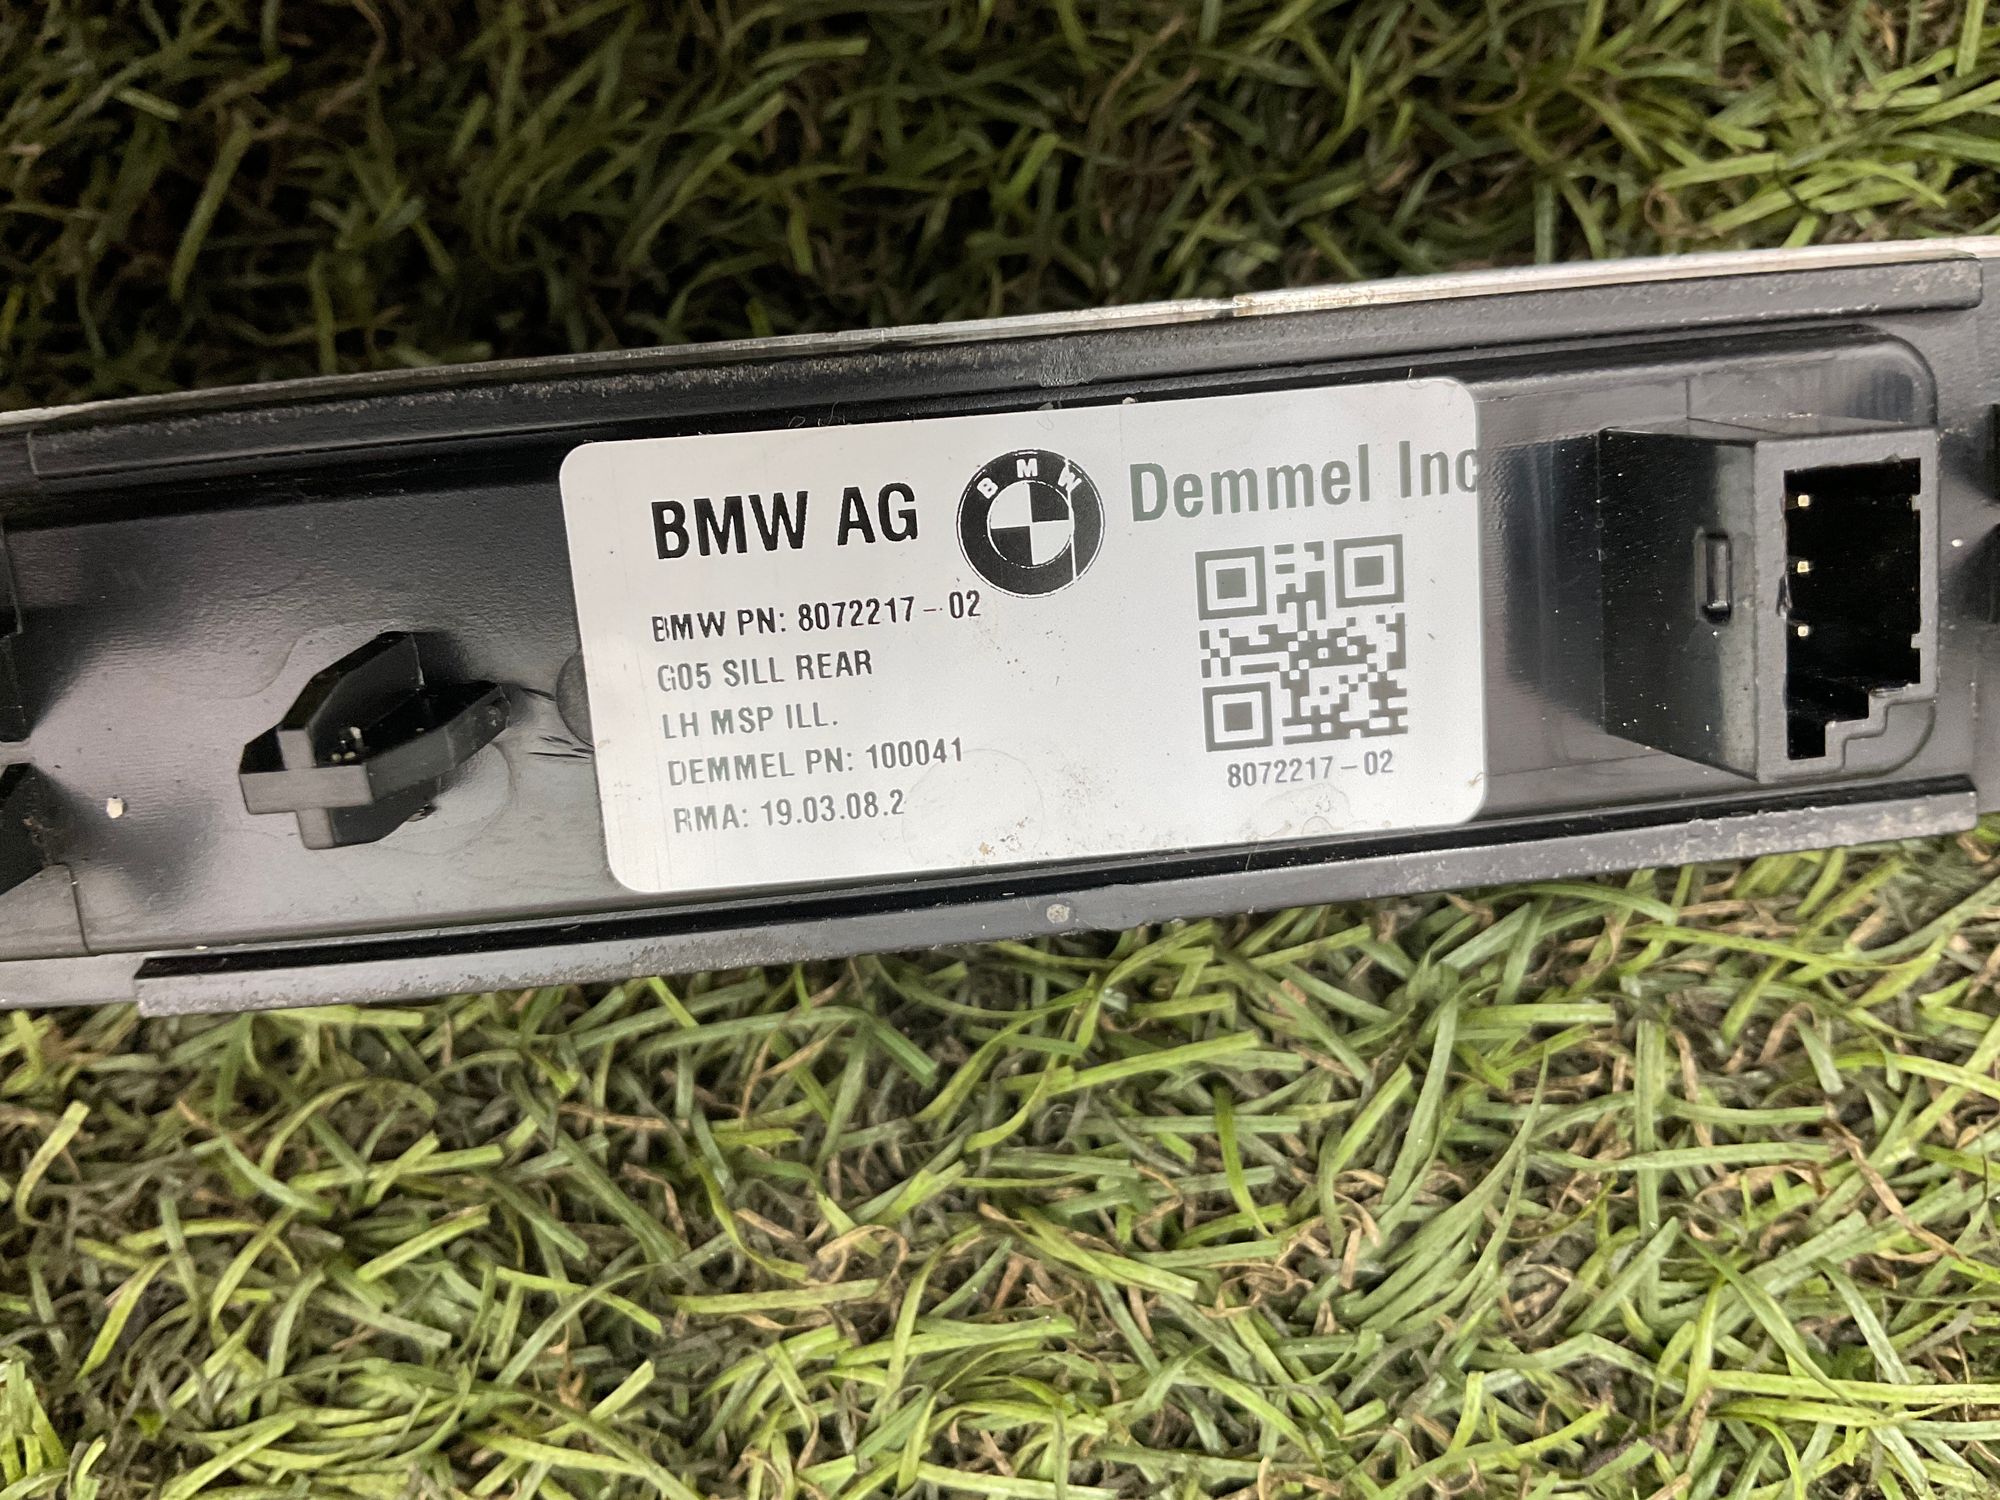 BMW AG BMW Demmel Inc
BMW PN: 8072217-02
G05 SILL REAR
LH MSP ILL.
DEMMEL PN: 100041
RMA: 19.03.08.2
8072217-02